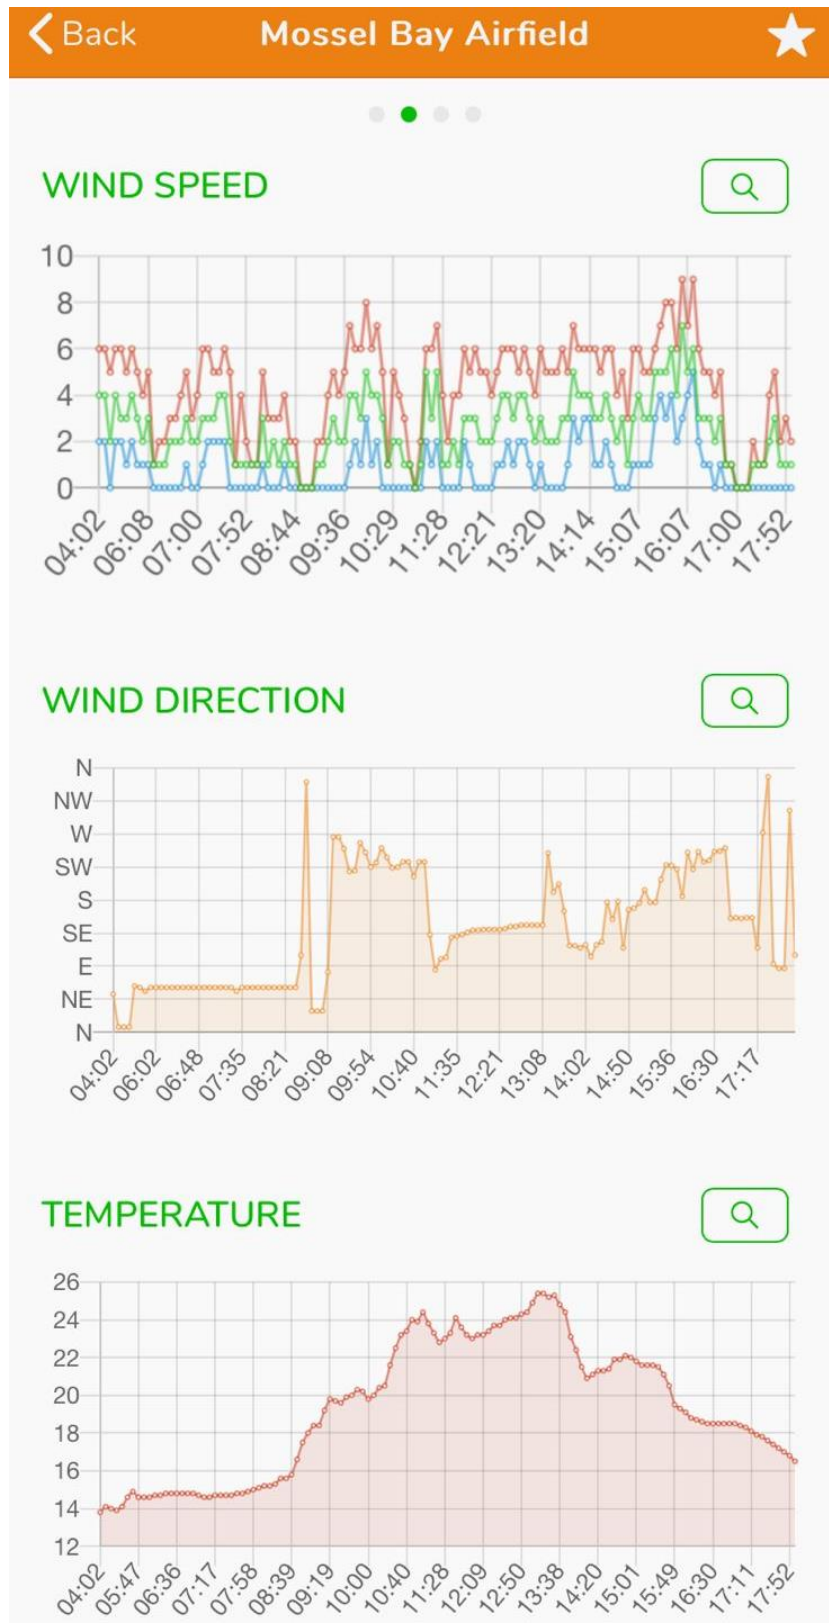 Back Mossel Bay Airfield
WIND SPEED
10
8
6
4
2
0
04:02 06:08 07:00 07:52 08:44 09:36 10:29 11:28 12:21 13:20 14:14 15:07 16:07 17:00 17:52
WIND DIRECTION
N
NW
W
SW
S
SE
E
NE
N
04:02 06:02 06:48 07:35 08:21 09:08 09:54 10:40 11:35 12:21 13:08 14:02 14:50 15:36 16:30 17:17
TEMPERATURE
26
24
22
20
18
16
14
12
04:02 05:47 06:36 07:17 07:58 08:39 09:19 10:00 10:40 11:28 12:09 12:50 13:38 14:20 15:01 15:49 16:30 17:11 17:52